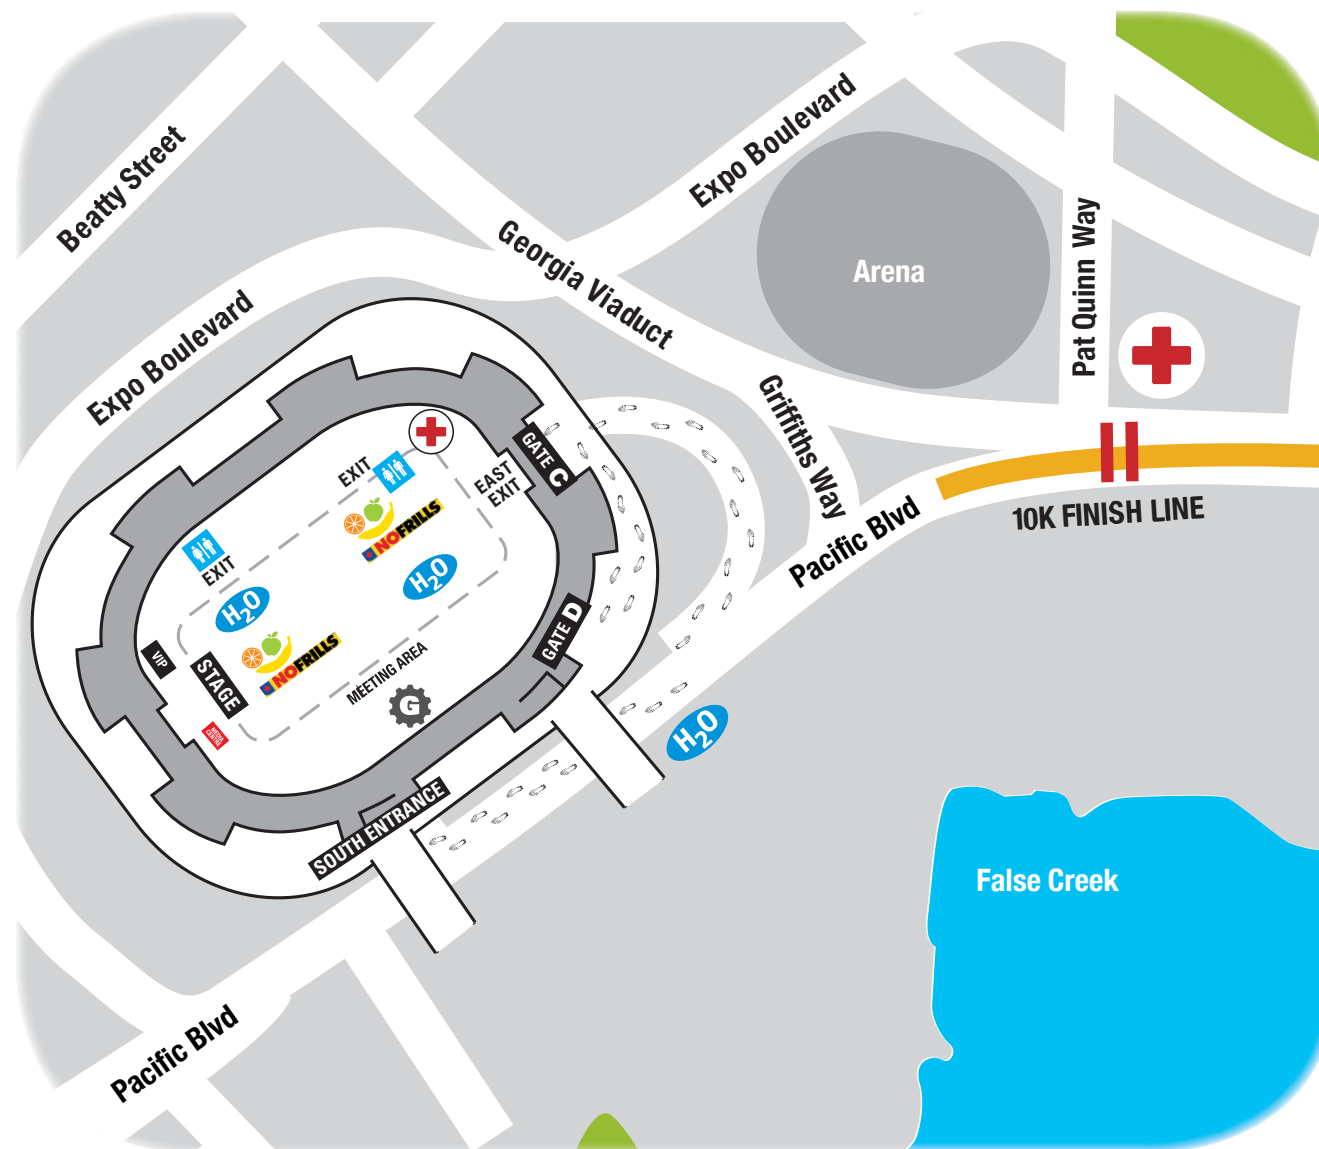 Beatty Street
Expo Boulevard
Expo Boulevard
Georgia Viaduct
Arena
Pat Quinn Way
Griffiths Way
Pacific Blvd
10K FINISH LINE
GATE C
EAST
EXIT
EXIT
NOFRILLS
H2O
EXIT
H2O
VIP
STAGE
NOFRILLS
MEDIA
CENTRE
MEETING AREA
G
GATE D
H2O
SOUTH ENTRANCE
False Creek
Pacific Blvd